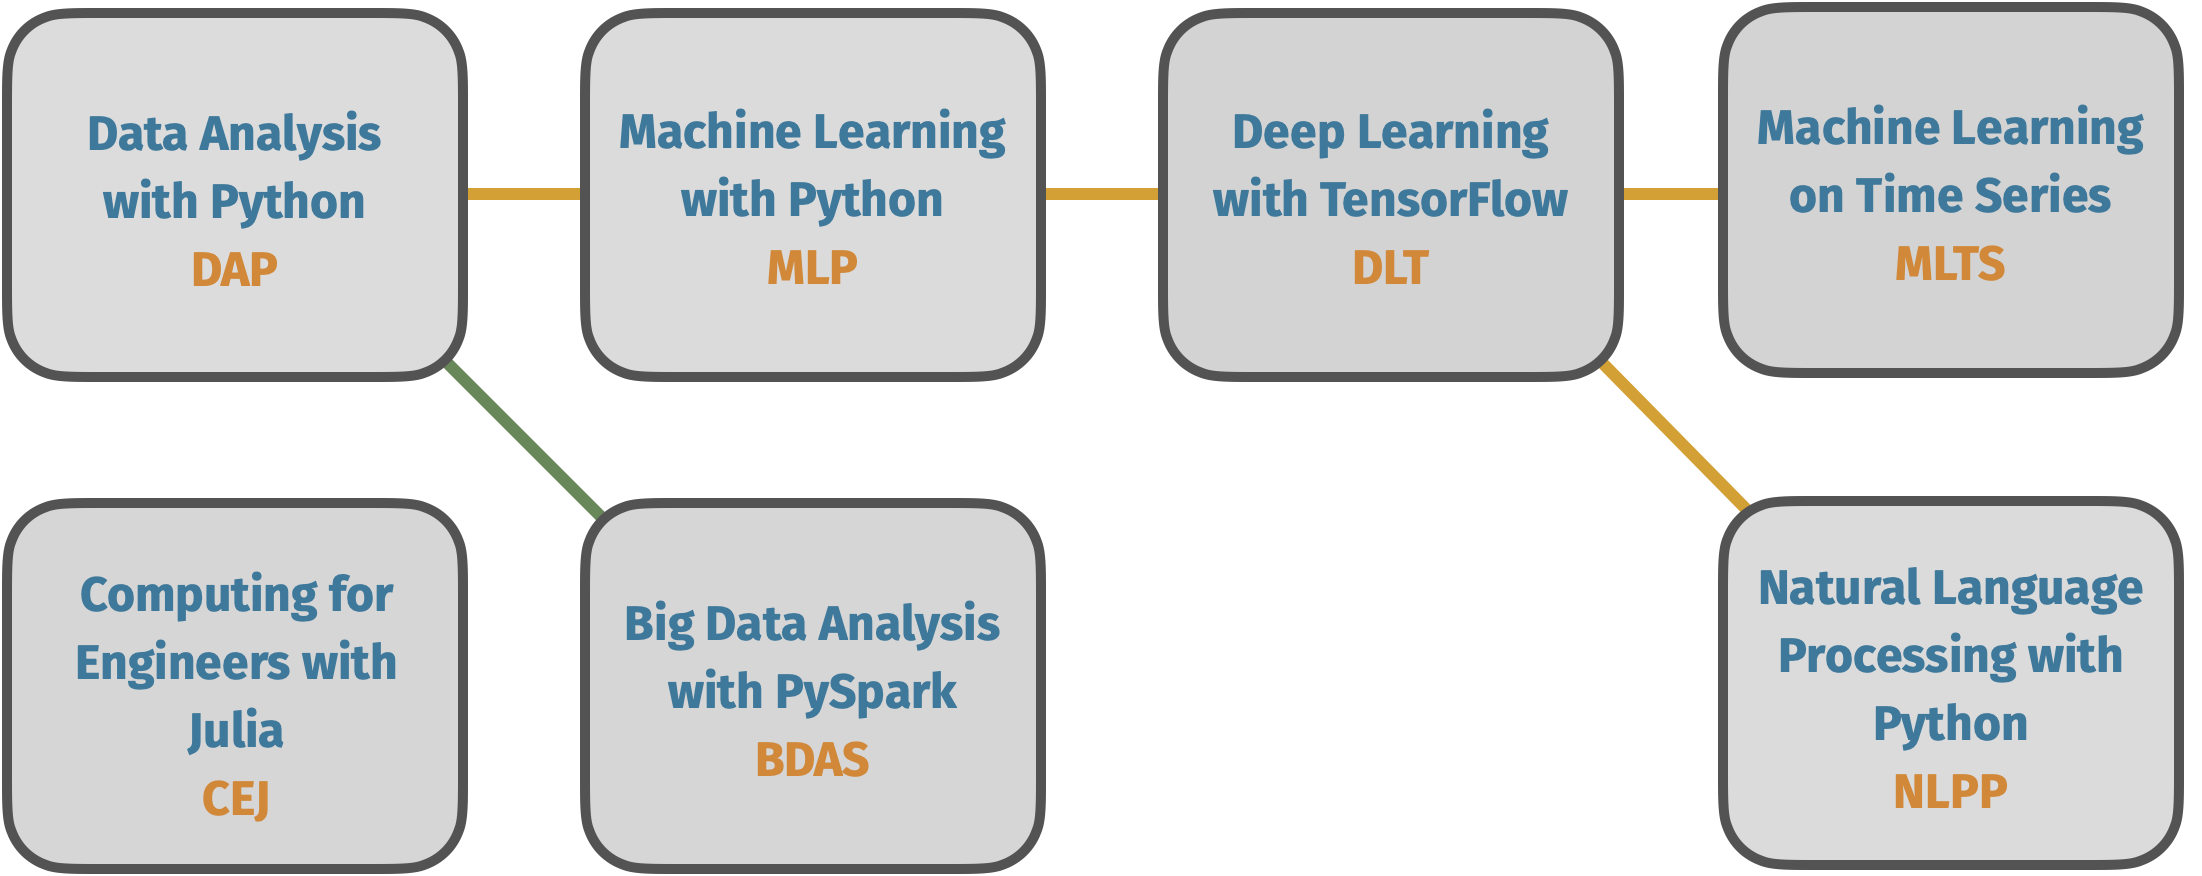 Data Analysis
with Python
DAP
Machine Learning
with Python
MLP
Deep Learning
with TensorFlow
DLT
Machine Learning
on Time Series
MLTS
Computing for
Engineers with
Julia
CEJ
Big Data Analysis
with PySpark
BDAS
Natural Language
Processing with
Python
NLPP